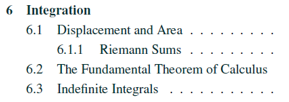 6 Integration
6.1 Displacement and Area . . . . . . . . .
6.1.1 Riemann Sums . . . . . . . . .
6.2 The Fundamental Theorem of Calculus
6.3 Indefinite Integrals . . . . . . . . . . .